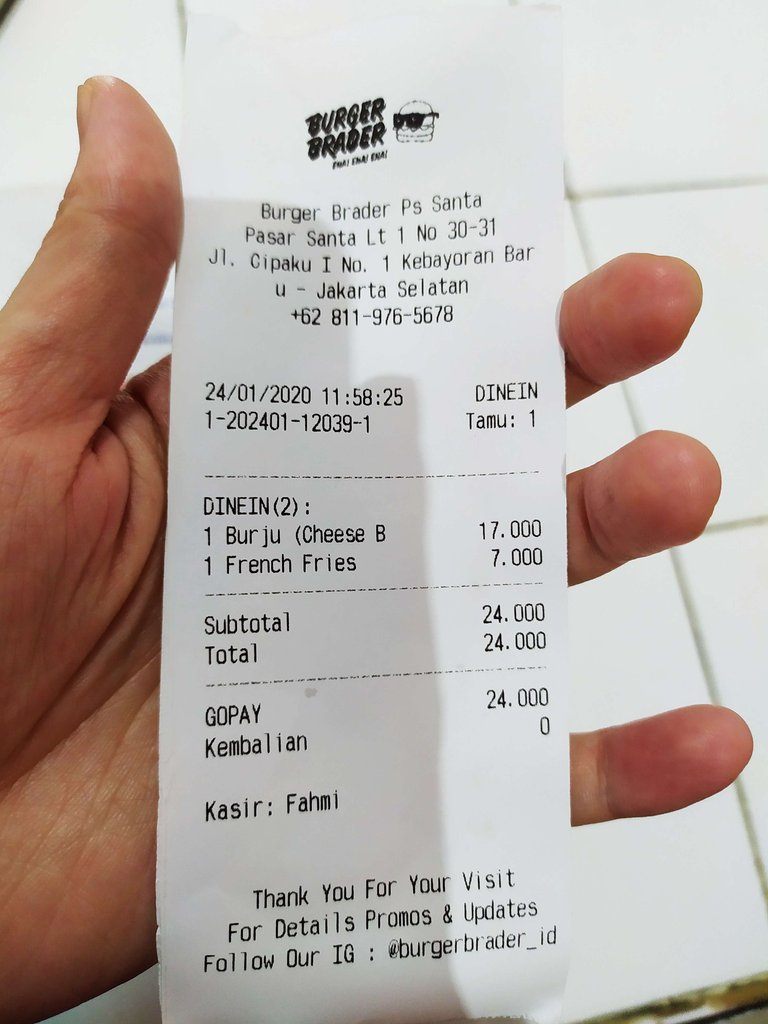 BURGER
BRADER
ENA! ENA! ENA!
Burger Brader Ps Santa
Pasar Santa Lt 1 No 30-31
Jl. Cipaku I No. 1 Kebayoran Bar
u - Jakarta Selatan
+62 811-976-5678
24/01/2020 11:58:25 DINEIN
1-202401-12039-1 Tamu: 1
DINEIN(2):
1 Burju (Cheese B 17.000
1 French Fries 7.000
Subtotal 24.000
Total 24.000
GOPAY 24.000
Kembalian 0
Kasir: Fahmi
Thank You For Your Visit
For Details Promos & Updates
Follow Our IG : @burgerbrader_id